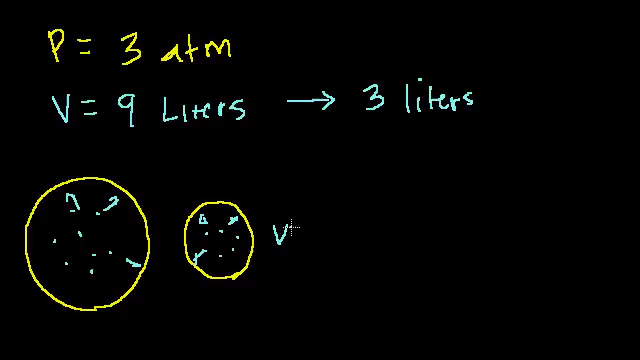 P = 3 atm
V = 9 Liters → 3 liters
V